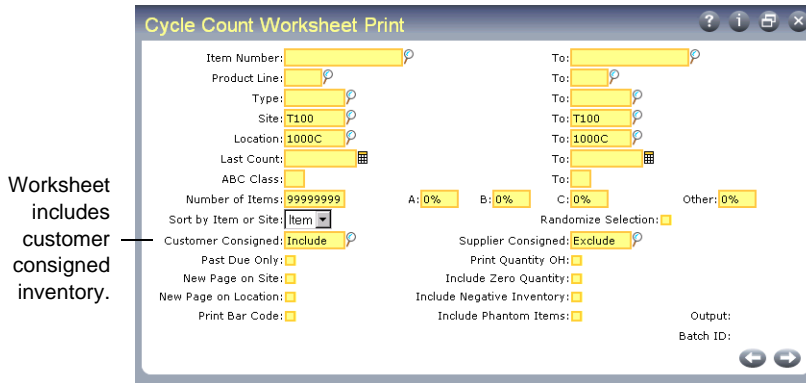 Cycle Count Worksheet Print
Item Number: To:
Product Line: To:
Type: To:
Site: T100 To: T100
Location: 1000C To: 1000C
Last Count: To:
ABC Class: To:
Number of Items: 99999999 A: 0% B: 0% C: 0% Other: 0%
Sort by Item or Site: Item Randomize Selection:
Customer Consigned: Include Supplier Consigned: Exclude
Past Due Only: Print Quantity OH:
New Page on Site: Include Zero Quantity:
New Page on Location: Include Negative Inventory:
Print Bar Code: Include Phantom Items: Output:
Batch ID:
Worksheet
includes
customer
consigned
inventory.